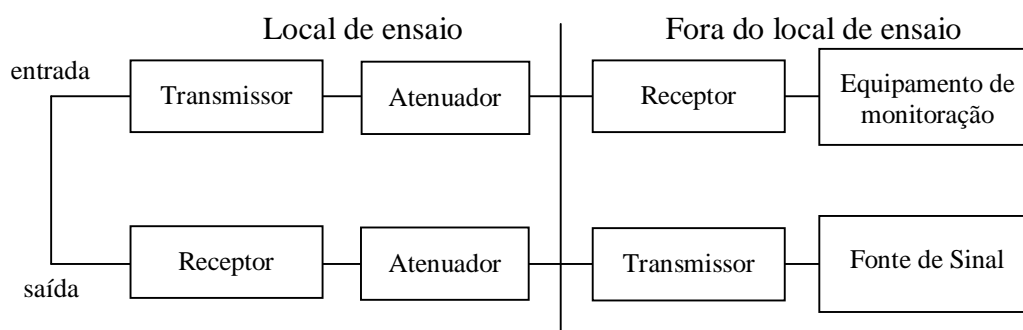 Local de ensaio
Fora do local de ensaio
entrada
Transmissor
Atenuador
Receptor
Equipamento de
monitoração
Receptor
Atenuador
Transmissor
Fonte de Sinal
saída